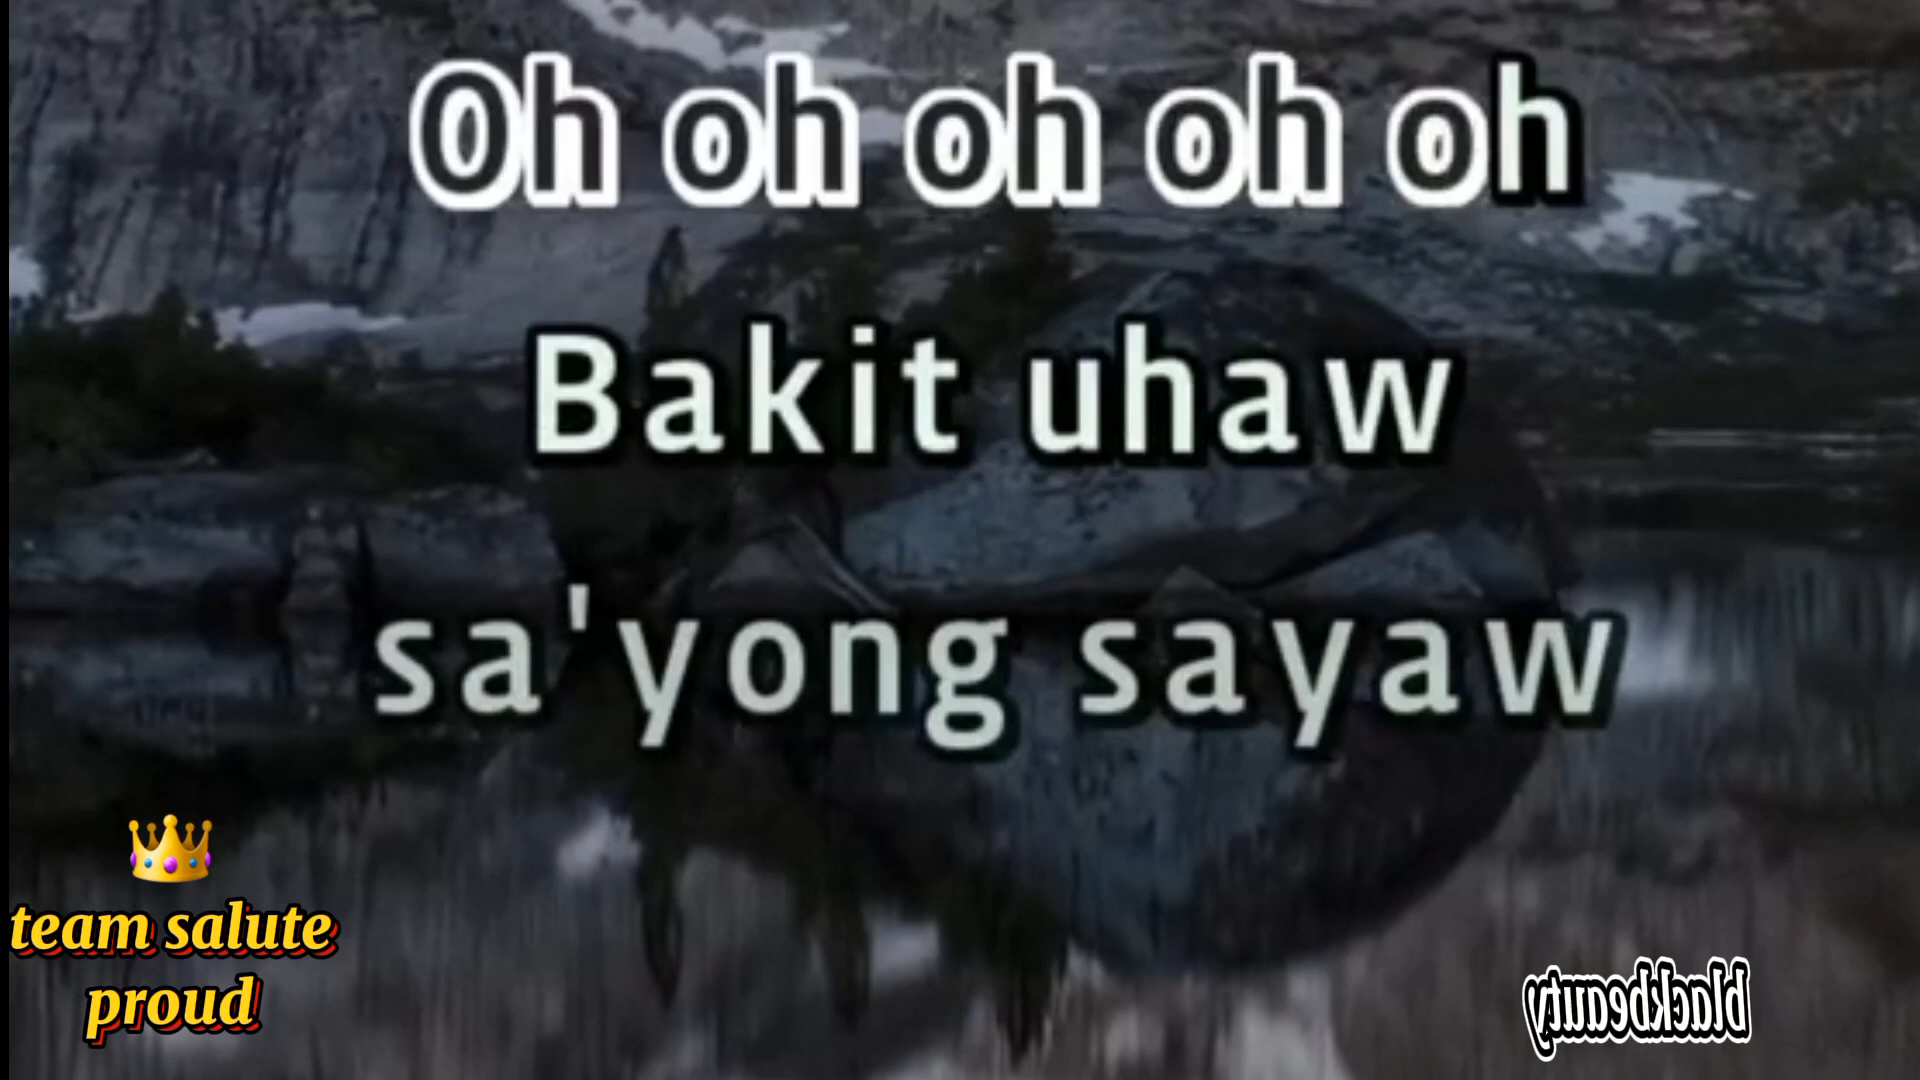 Oh oh oh oh oh
Bakit uhaw
sa'yong sayaw
team salute
proud
blackbeauty